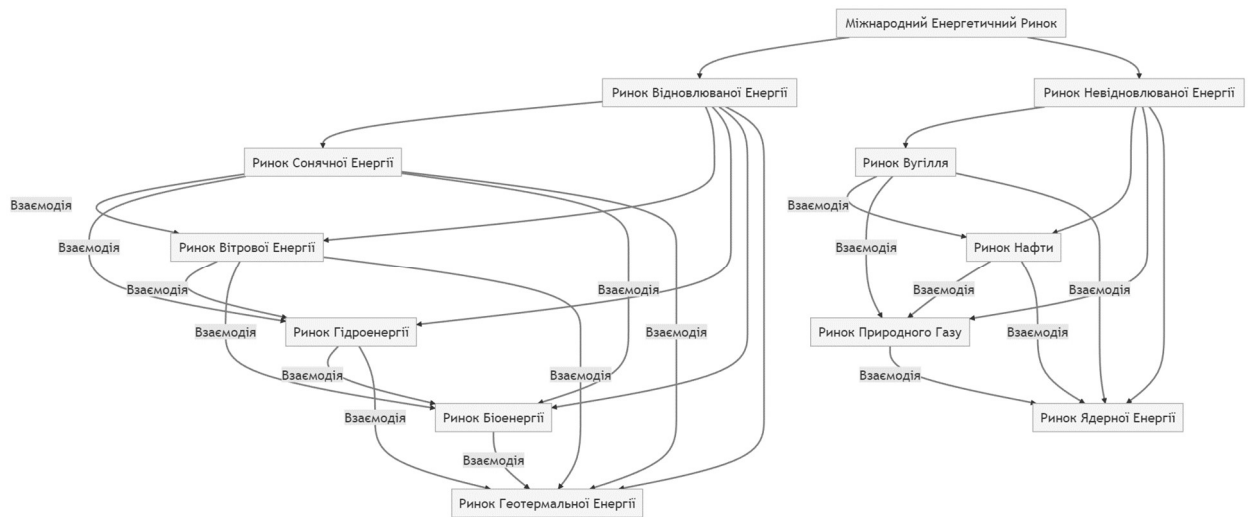 Міжнародний Енергетичний Ринок
Ринок Відновлюваної Енергії
Ринок Невідновлюваної Енергії
Ринок Сонячної Енергії
Ринок Вугілля
Взаємодія
Взаємодія
Взаємодія
Ринок Вітрової Енергії
Взаємодія
Ринок Нафти
Взаємодія
Взаємодія
Взаємодія
Взаємодія
Взаємодія
Взаємодія
Взаємодія
Взаємодія
Ринок Гідроенергії
Ринок Природного Газу
Взаємодія
Взаємодія
Взаємодія
Ринок Біоенергії
Взаємодія
Ринок Ядерної Енергії
Взаємодія
Ринок Геотермальної Енергії